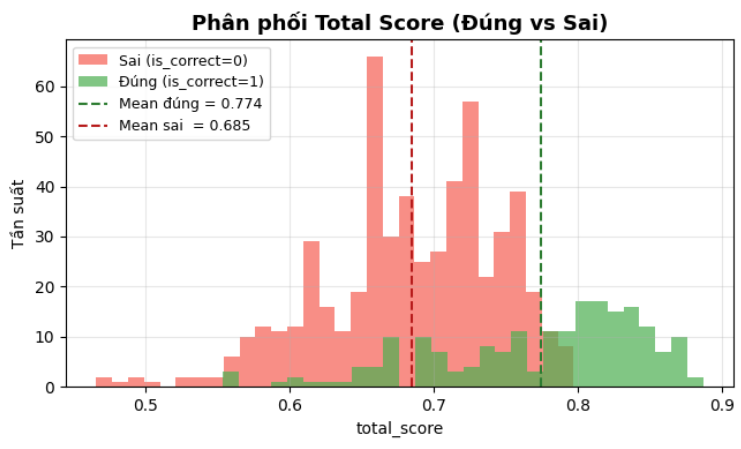 Phân phối Total Score (Đúng vs Sai)
Sai (is_correct=0)
Đúng (is_correct=1)
Mean đúng = 0.774
Mean sai = 0.685
Tần suất
60
50
40
30
20
10
0
0.5 0.6 0.7 0.8 0.9
total_score